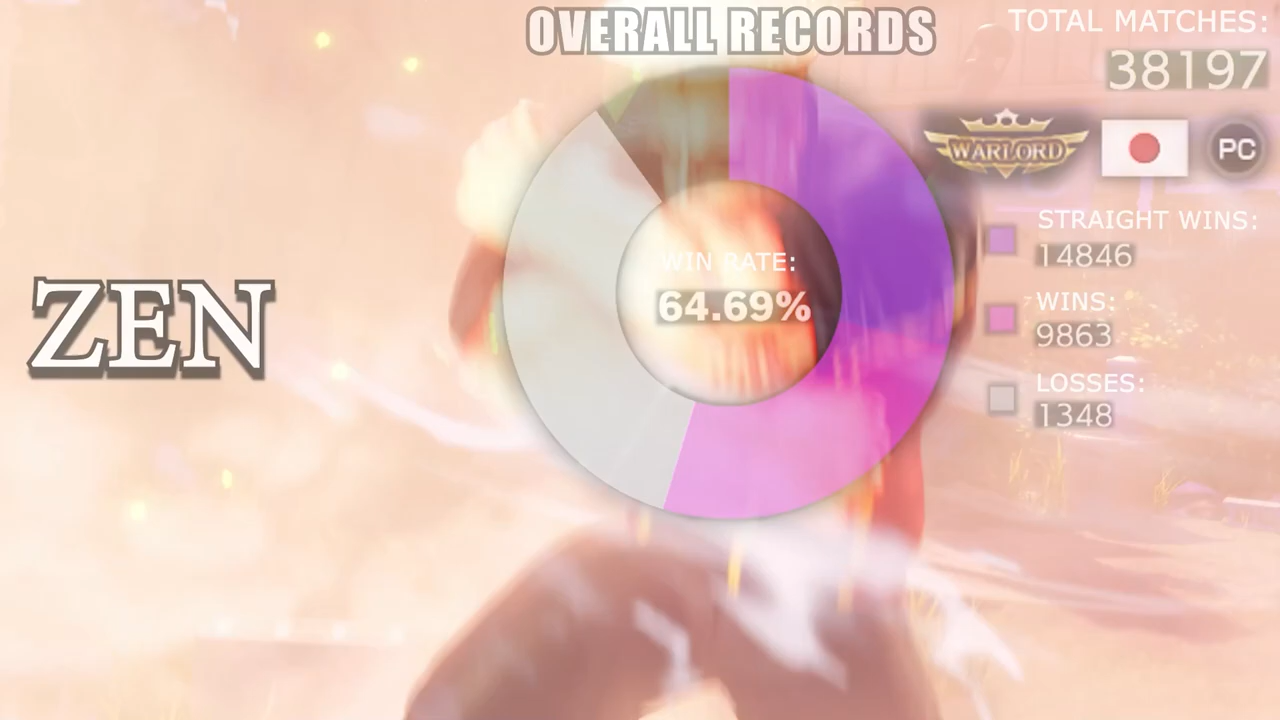 OVERALL RECORDS
TOTAL MATCHES:
38197
WARLORD
PC
STRAIGHT WINS:
14846
WINS:
9863
LOSSES:
1348
WIN RATE:
64.69%
ZEN